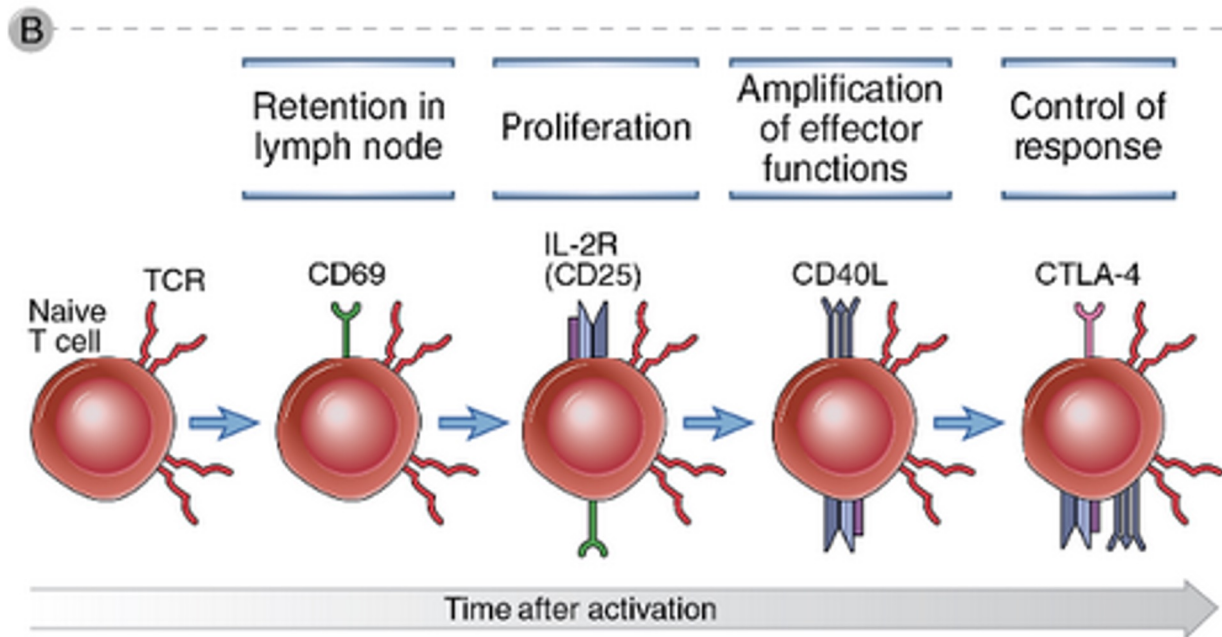 B
Retention in
lymph node
Proliferation
Amplification
of effector
functions
Control of
response
Naive
T cell
TCR
CD69
IL-2R
(CD25)
CD40L
CTLA-4
Time after activation